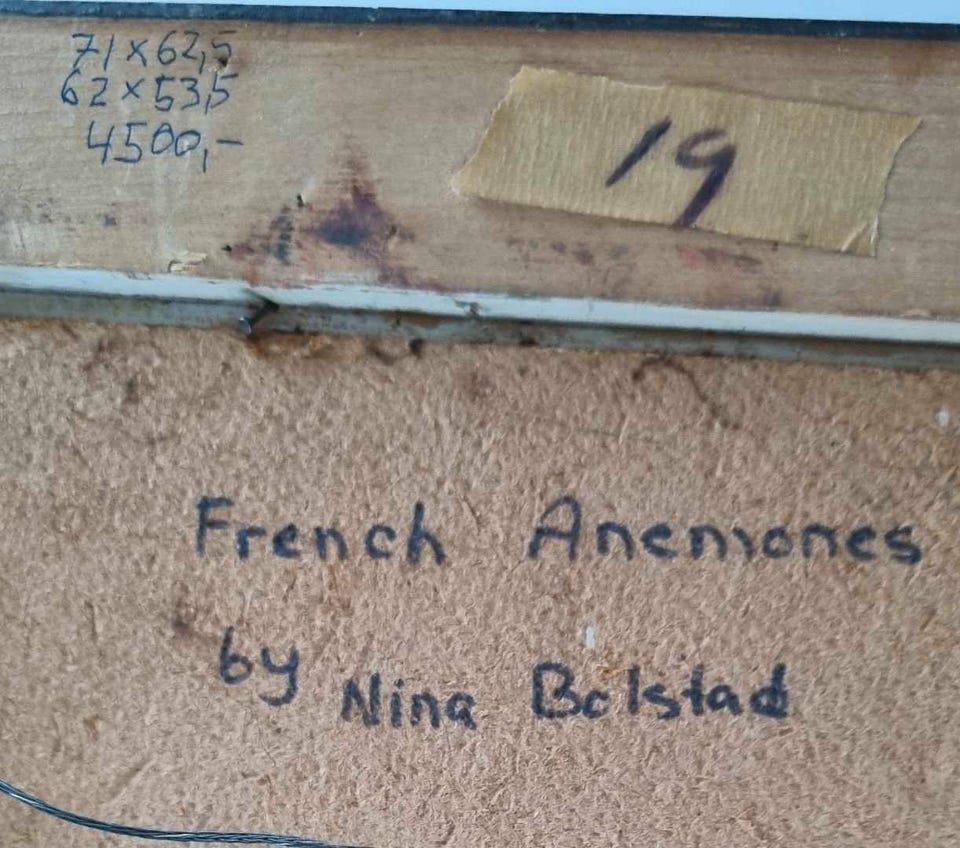 71 x 62,5
62 x 53,5
4500,-
19
French Anemones
by Nina Bolstad